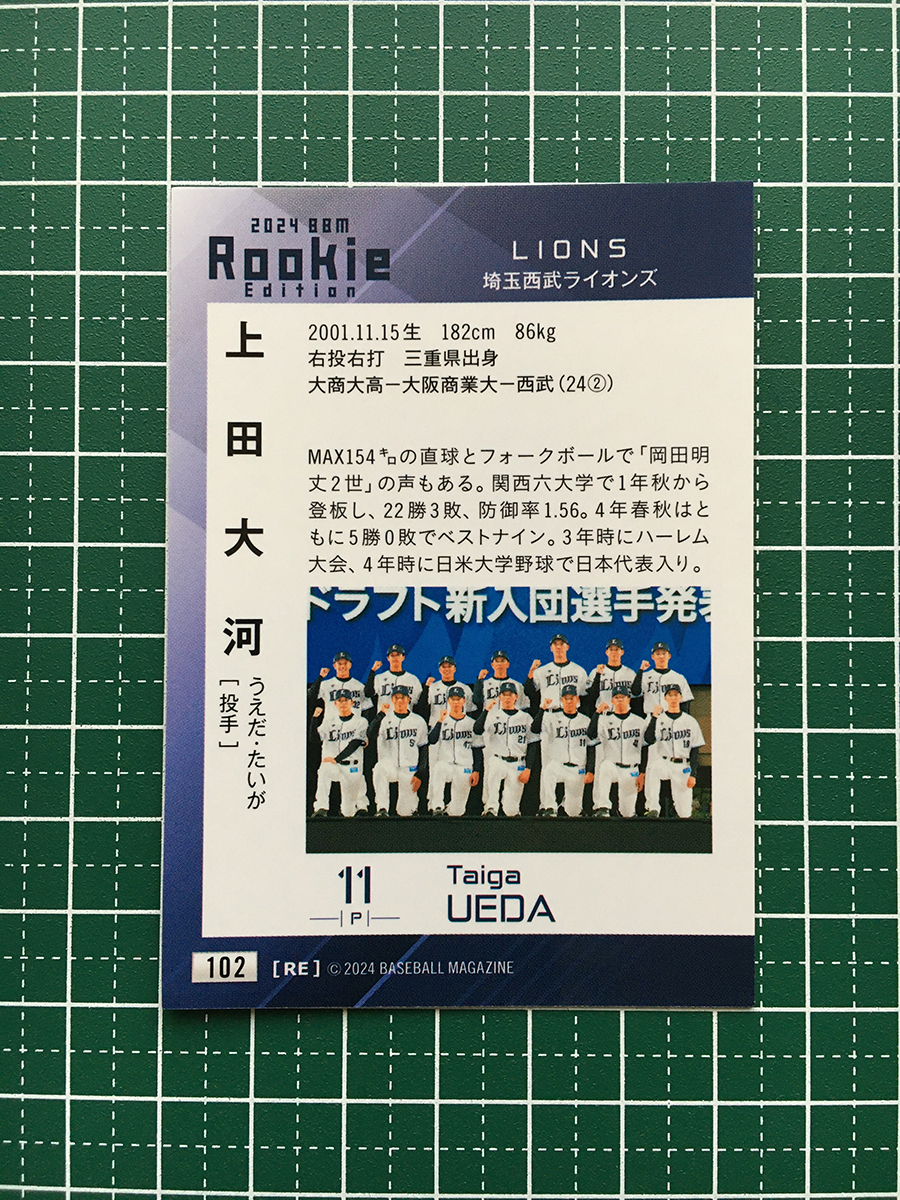 2024 BBM
Rookie
Edition
LIONS
埼玉西武ライオンズ
上田大河
うえだ・たいが
[投手]
2001.11.15生 182cm 86kg
右投右打 三重県出身
大商大高－大阪商業大－西武(24②)
MAX154㌔の直球とフォークボールで「岡田明
丈2世」の声もある。関西六大学で1年秋から
登板し、22勝3敗、防御率1.56。4年春秋はと
もに5勝0敗でベストナイン。3年時にハーレム
大会、4年時に日米大学野球で日本代表入り。
ドラフト新入団選手発表
11
P
Taiga
UEDA
102 [RE] © 2024 BASEBALL MAGAZINE